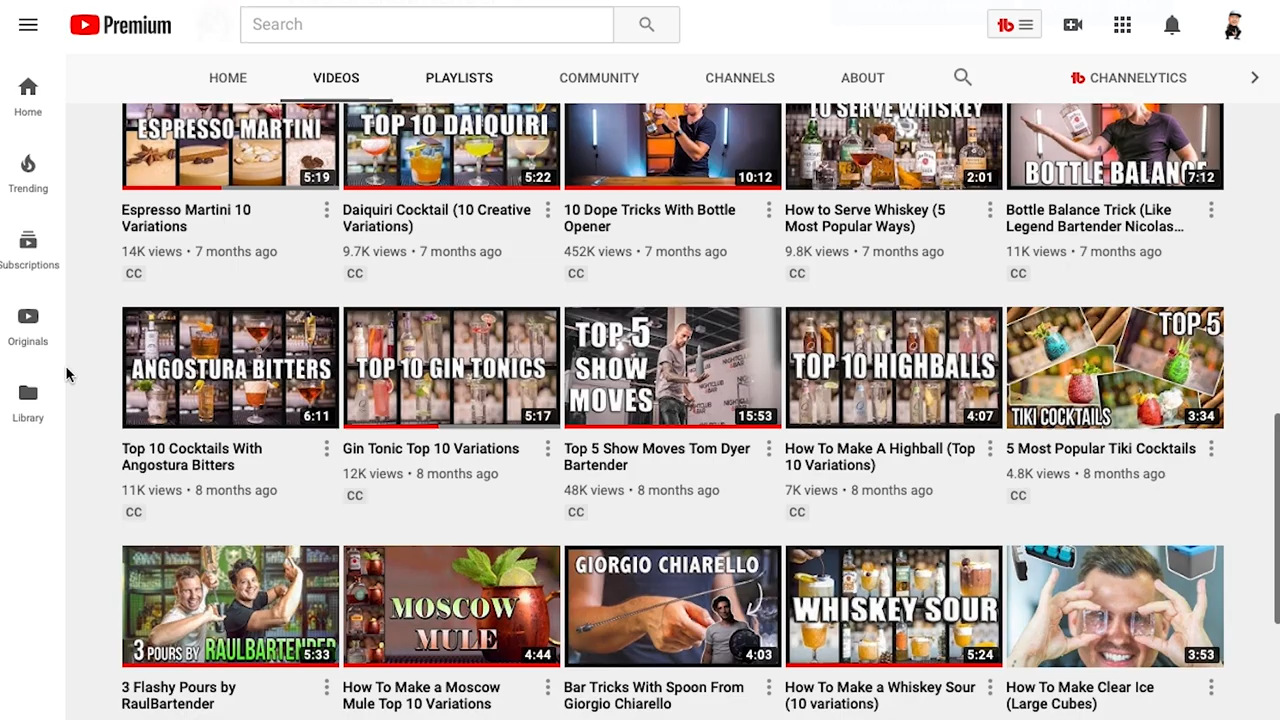 Premium
Search
HOME
VIDEOS
PLAYLISTS
COMMUNITY
CHANNELS
ABOUT
tb CHANNELYTICS
Home
Trending
Subscriptions
Originals
Library
ESPRESSO MARTINI
5:19
TOP 10 DAIQUIRI
5:22
10:12
TO SERVE WHISKEY
2:01
BOTTLE BALANC
7:12
Espresso Martini 10
Variations
14K views • 7 months ago
CC
Daiquiri Cocktail (10 Creative
Variations)
9.7K views • 7 months ago
CC
10 Dope Tricks With Bottle
Opener
452K views • 7 months ago
CC
How to Serve Whiskey (5
Most Popular Ways)
9.8K views • 7 months ago
CC
Bottle Balance Trick (Like
Legend Bartender Nicolas…
11K views • 7 months ago
CC
ANGOSTURA BITTERS
6:11
TOP 10 GIN TONICS
5:17
TOP 5
SHOW
MOVES
NIGHTCLUB
&BAR
15:53
TOP 10 HIGHBALLS
4:07
TOP 5
TIKI COCKTAILS
3:34
Top 10 Cocktails With
Angostura Bitters
11K views • 8 months ago
CC
Gin Tonic Top 10 Variations
12K views • 8 months ago
CC
Top 5 Show Moves Tom Dyer
Bartender
48K views • 8 months ago
CC
How To Make A Highball (Top
10 Variations)
7K views • 8 months ago
CC
5 Most Popular Tiki Cocktails
4.8K views • 8 months ago
CC
3 POURS BY RAULBARTENDER
5:33
MOSCOW
MULE
4:44
GIORGIO CHIARELLO
4:03
WHISKEY SOUR
5:24
3:53
3 Flashy Pours by
RaulBartender
How To Make a Moscow
Mule Top 10 Variations
Bar Tricks With Spoon From
Giorgio Chiarello
How To Make a Whiskey Sour
(10 variations)
How To Make Clear Ice
(Large Cubes)